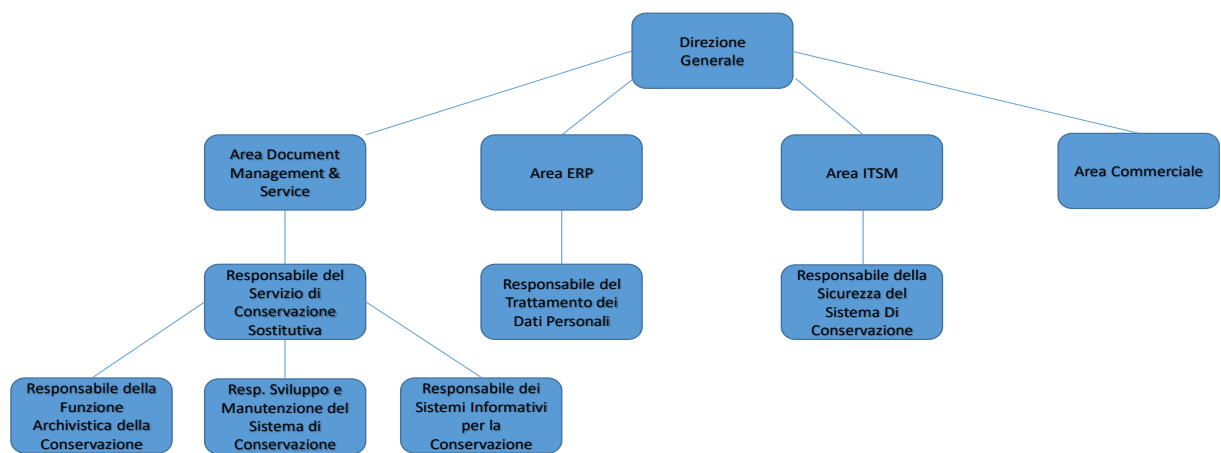 Direzione
Generale
Area Document
Management &
Service
Area ERP
Area ITSM
Area Commerciale
Responsabile del
Servizio di
Conservazione
Sostitutiva
Responsabile del
Trattamento dei
Dati Personali
Responsabile della
Sicurezza del
Sistema Di
Conservazione
Responsabile della
Funzione
Archivistica della
Conservazione
Resp. Sviluppo e
Manutenzione del
Sistema di
Conservazione
Responsabile dei
Sistemi Informativi
per la
Conservazione